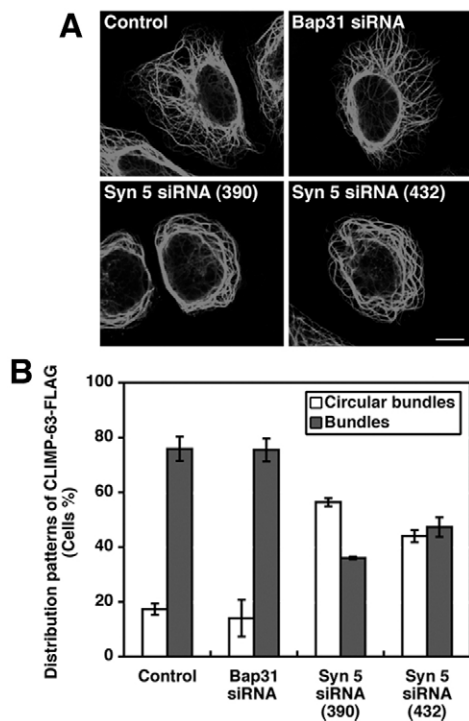 A
Control
Bap31 siRNA
Syn 5 siRNA (390)
Syn 5 siRNA (432)
B
Distribution patterns of CLIMP-63-FLAG
(Cells %)
100
80
60
40
20
0
Circular bundles
Bundles
Control
Bap31
siRNA
Syn 5
siRNA
(390)
Syn 5
siRNA
(432)